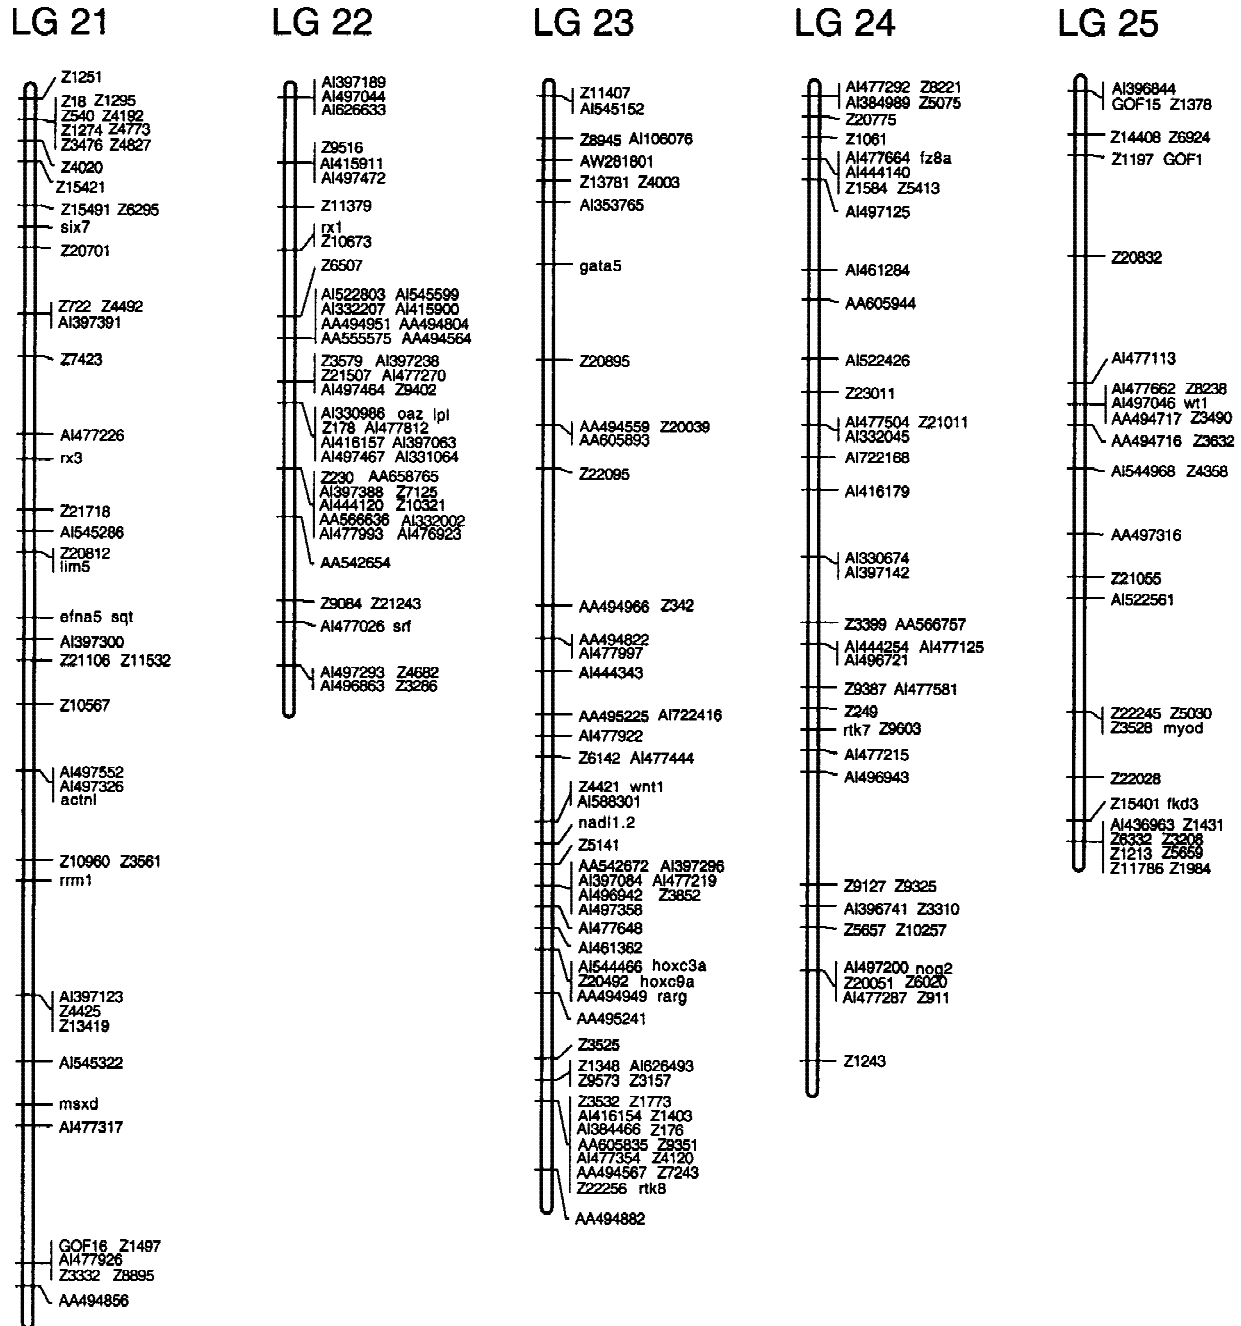 LG 21
Z1251
Z18 Z1295
Z540 Z4192
Z1274 Z4773
Z3476 Z4827
Z4020
Z15421
Z15491 Z6295
six7
Z20701
Z722 Z4492
AI397391
Z7423
AI477226
rx3
Z21718
AI545286
Z20812
lim5
efna5 sqt
AI397300
Z21106 Z11532
Z10567
AI497552
AI497326
actnl
Z10960 Z3561
rrm1
AI397123
Z4425
Z13419
AI545322
msxd
AI477317
GOF16 Z1497
AI477926
Z3332 Z8895
AA494856
LG 22
AI397189
AI497044
AI626633
Z9516
AI415911
AI497472
Z11379
rx1
Z10673
Z6507
AI522803 AI545599
AI332207 AI415900
AA494951 AA494804
AA555575 AA494564
Z3579 AI397238
Z21507 AI477270
AI497464 Z9402
AI330986 oaz lpl
Z178 AI477812
AI416157 AI397063
AI497467 AI331064
Z230 AA658765
AI397388 Z7125
AI444120 Z10321
AA566636 AI332002
AI477993 AI476923
AA542654
Z9084 Z21243
AI477026 srf
AI497293 Z4682
AI496863 Z3286
LG 23
Z11407
AI545152
Z8945 AI106076
AW281801
Z13781 Z4003
AI353765
gata5
Z20895
AA494559 Z20039
AA605893
Z22095
AA494966 Z342
AA494822
AI477997
AI444343
AA495225 AI722416
AI477922
Z6142 AI477444
Z4421 wnt1
AI588301
nadl1.2
Z5141
AA542672 AI397296
AI397084 AI477219
AI496942 Z3852
AI497358
AI477648
AI461362
AI544466 hoxc3a
Z20492 hoxc9a
AA494949 rarg
AA495241
Z3525
Z1348 AI626493
Z9573 Z3157
Z3532 Z1773
AI416154 Z1403
AI384466 Z176
AA605835 Z9351
AI477354 Z4120
AA494567 Z7243
Z22256 rtk8
AA494882
LG 24
AI477292 Z8221
AI384989 Z5075
Z20775
Z1061
AI477664 fz8a
AI444140
Z1584 Z5413
AI497125
AI461284
AA605944
AI522426
Z23011
AI477504 Z21011
AI332045
AI722168
AI416179
AI330674
AI397142
Z3399 AA566757
AI444254 AI477125
AI496721
Z9387 AI477581
Z249
rtk7 Z9603
AI477215
AI496943
Z9127 Z9325
AI396741 Z3310
Z5657 Z10257
AI497200 nog2
Z20051 Z6020
AI477287 Z911
Z1243
LG 25
AI396844
GOF15 Z1378
Z14408 Z6924
Z1197 GOF1
Z20832
AI477113
AI477662 Z8238
AI497046 wt1
AA494717 Z3490
AA494716 Z3632
AI544968 Z4358
AA497316
Z21055
AI522561
Z22245 Z5030
Z3528 myod
Z22028
Z15401 fkd3
AI436963 Z1431
Z6332 Z3208
Z1213 Z5659
Z11786 Z1984